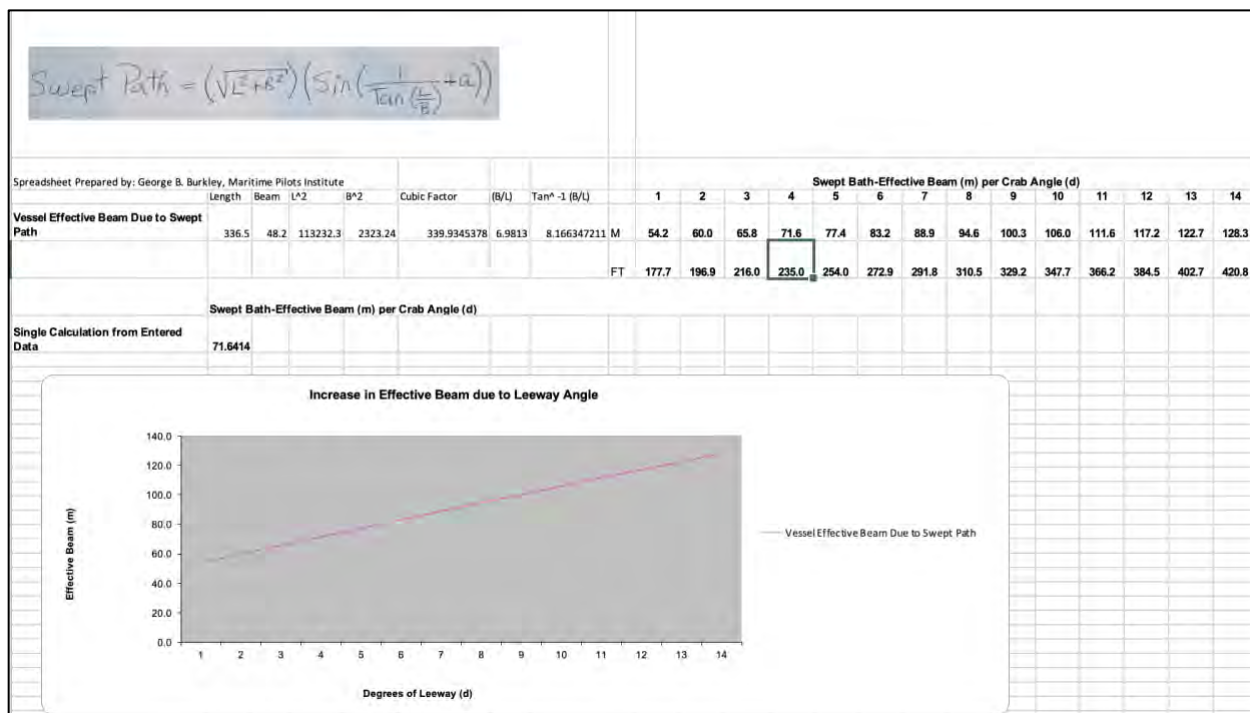 Swept Path = (√L²+B²)(Sin(1/Tan(L/B)+a))
Spreadsheet Prepared by: George B. Burkley, Maritime Pilots Institute
Swept Bath-Effective Beam (m) per Crab Angle (d)
Length Beam L^2 B^2 Cubic Factor (B/L) Tan^ -1 (B/L) 1 2 3 4 5 6 7 8 9 10 11 12 13 14
Vessel Effective Beam Due to Swept
Path 336.5 48.2 113232.3 2323.24 339.9345378 6.9813 8.166347211 M 54.2 60.0 65.8 71.6 77.4 83.2 88.9 94.6 100.3 106.0 111.6 117.2 122.7 128.3
FT 177.7 196.9 216.0 235.0 254.0 272.9 291.8 310.5 329.2 347.7 366.2 384.5 402.7 420.8
Swept Bath-Effective Beam (m) per Crab Angle (d)
Single Calculation from Entered
Data 71.6414
Increase in Effective Beam due to Leeway Angle
140.0
120.0
100.0
80.0
60.0
40.0
20.0
0.0
Effective Beam (m)
1 2 3 4 5 6 7 8 9 10 11 12 13 14
Degrees of Leeway (d)
Vessel Effective Beam Due to Swept Path